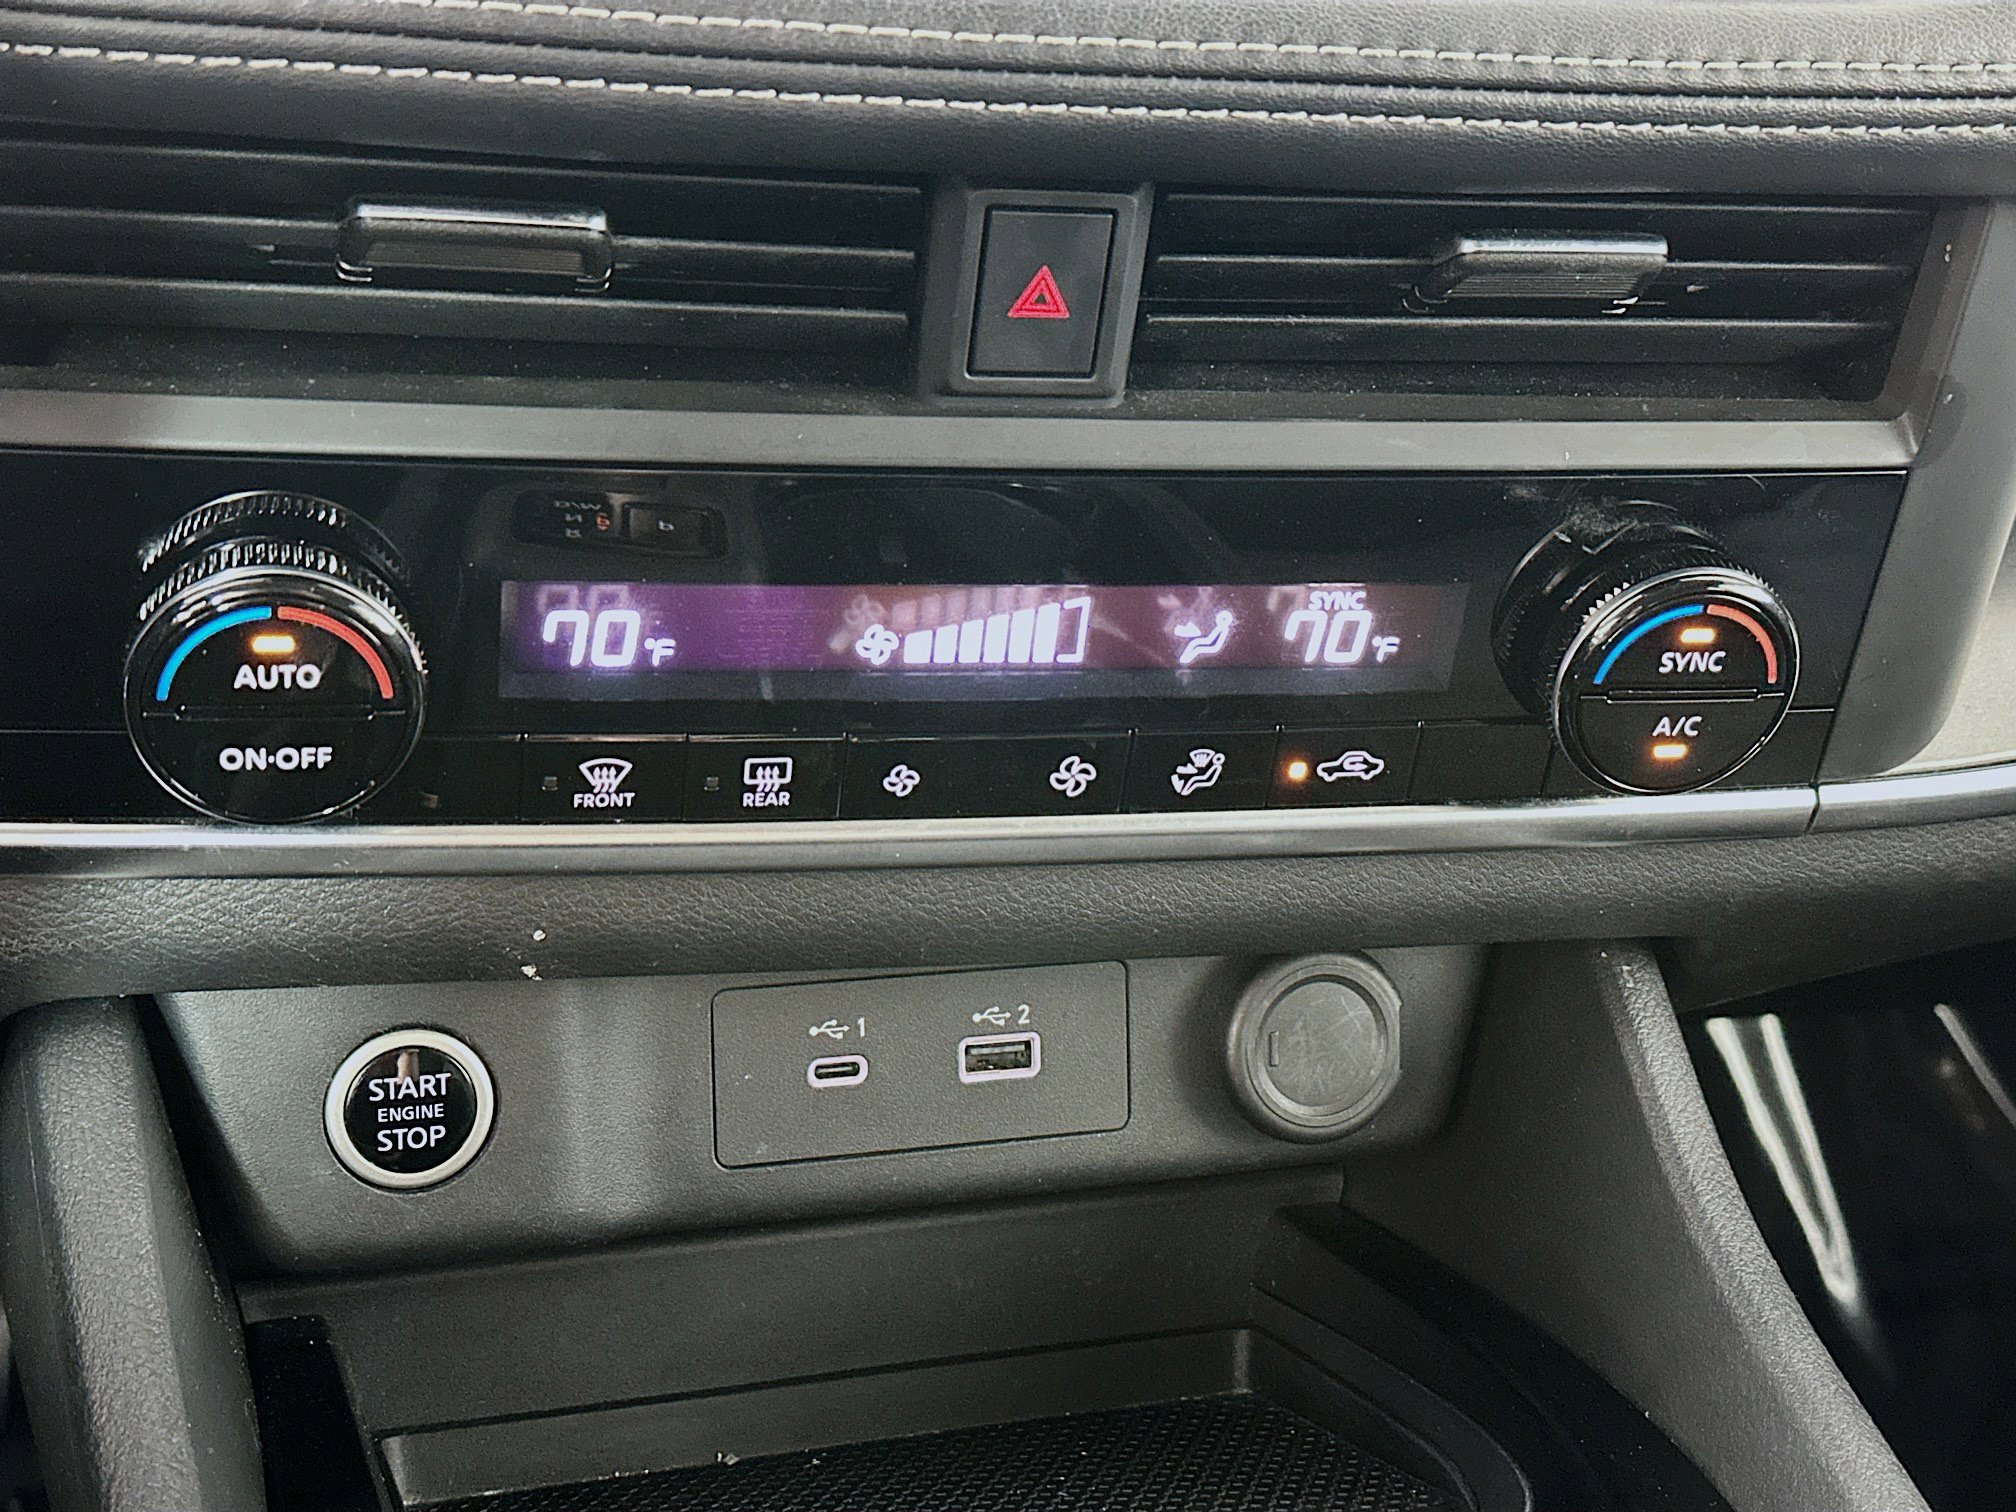 SYNC
70°F 70°F
AUTO
ON·OFF
SYNC
A/C
FRONT
REAR
1
2
START
ENGINE
STOP